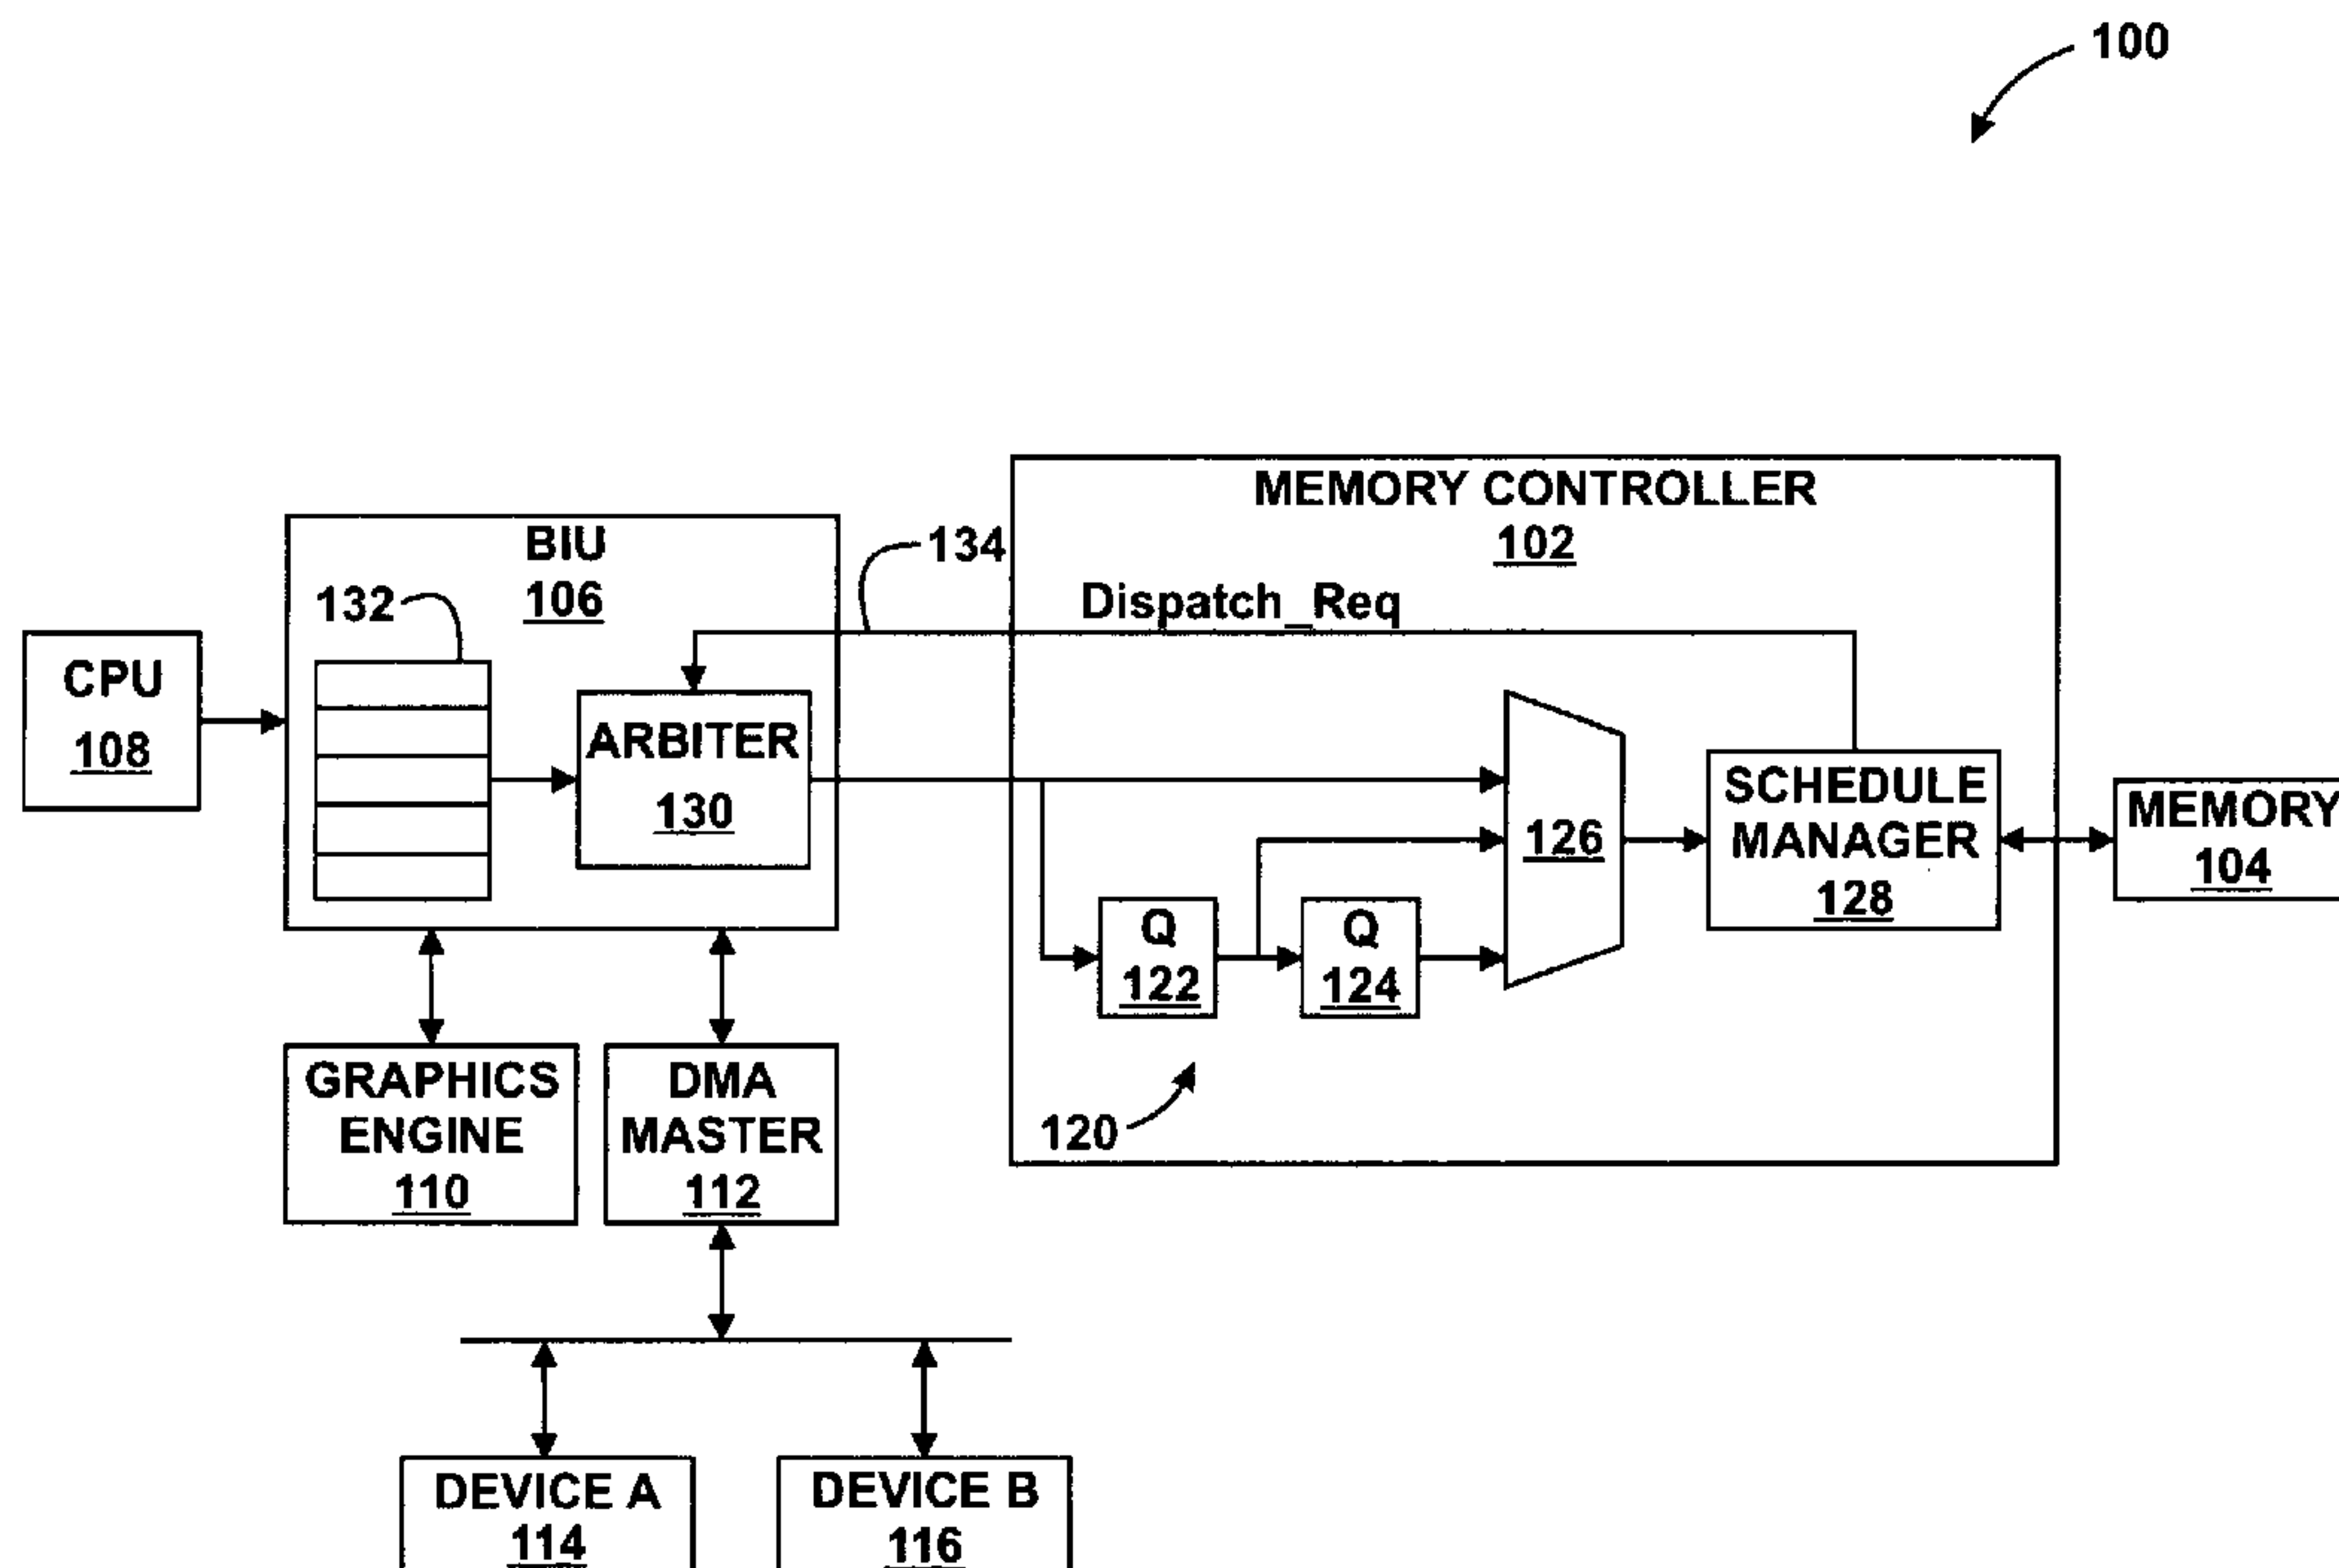 100
MEMORY CONTROLLER
102
BIU
106
134
132
Dispatch_Req
CPU
108
ARBITER
130
126
SCHEDULE
MANAGER
128
MEMORY
104
Q
122
Q
124
120
GRAPHICS
ENGINE
110
DMA
MASTER
112
DEVICE A
114
DEVICE B
116